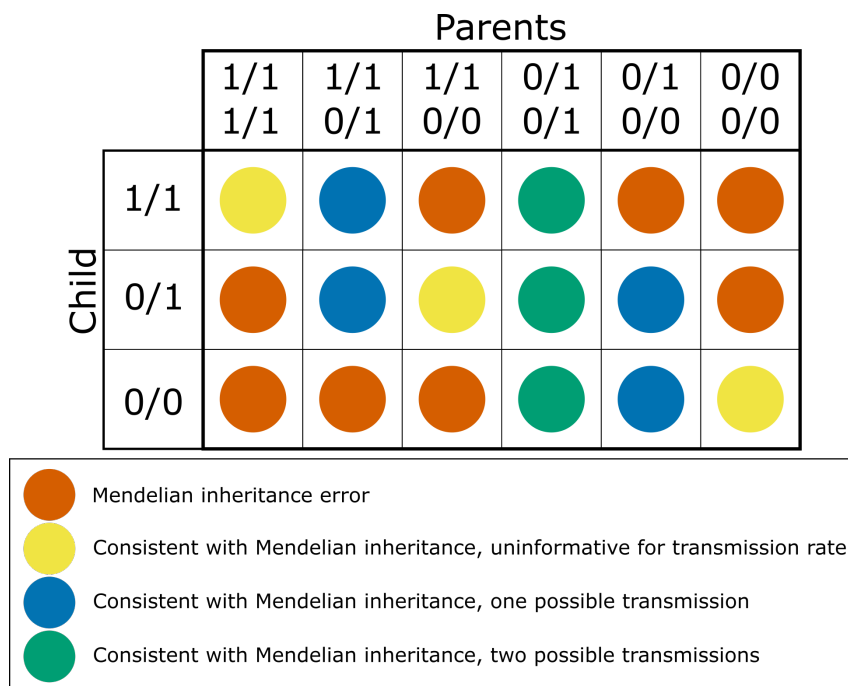 Parents
1/1 1/1 1/1 0/1 0/1 0/0
1/1 0/1 0/0 0/1 0/0 0/0
Child
1/1
0/1
0/0
Mendelian inheritance error
Consistent with Mendelian inheritance, uninformative for transmission rate
Consistent with Mendelian inheritance, one possible transmission
Consistent with Mendelian inheritance, two possible transmissions